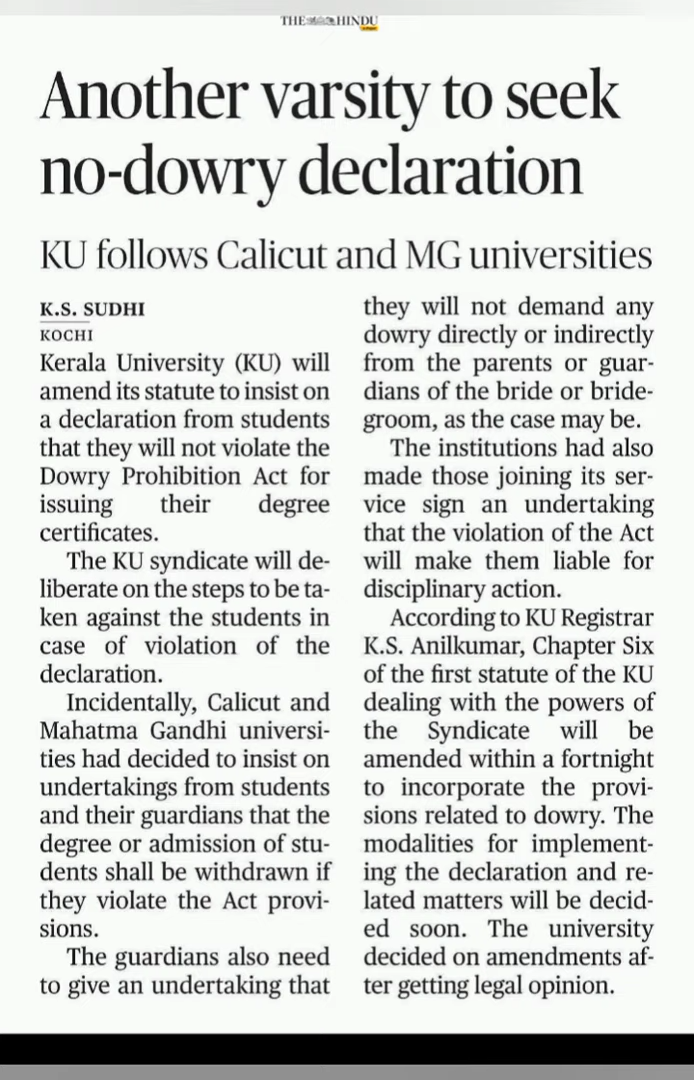 THE HINDU
Another varsity to seek
no-dowry declaration
KU follows Calicut and MG universities
K.S. SUDHI
KOCHI
Kerala University (KU) will
amend its statute to insist on
a declaration from students
that they will not violate the
Dowry Prohibition Act for
issuing their degree
certificates.
The KU syndicate will de-
liberate on the steps to be ta-
ken against the students in
case of violation of the
declaration.
Incidentally, Calicut and
Mahatma Gandhi universi-
ties had decided to insist on
undertakings from students
and their guardians that the
degree or admission of stu-
dents shall be withdrawn if
they violate the Act provi-
sions.
The guardians also need
to give an undertaking that
they will not demand any
dowry directly or indirectly
from the parents or guar-
dians of the bride or bride-
groom, as the case may be.
The institutions had also
made those joining its ser-
vice sign an undertaking
that the violation of the Act
will make them liable for
disciplinary action.
According to KU Registrar
K.S. Anilkumar, Chapter Six
of the first statute of the KU
dealing with the powers of
the Syndicate will be
amended within a fortnight
to incorporate the provi-
sions related to dowry. The
modalities for implement-
ing the declaration and re-
lated matters will be decid-
ed soon. The university
decided on amendments af-
ter getting legal opinion.